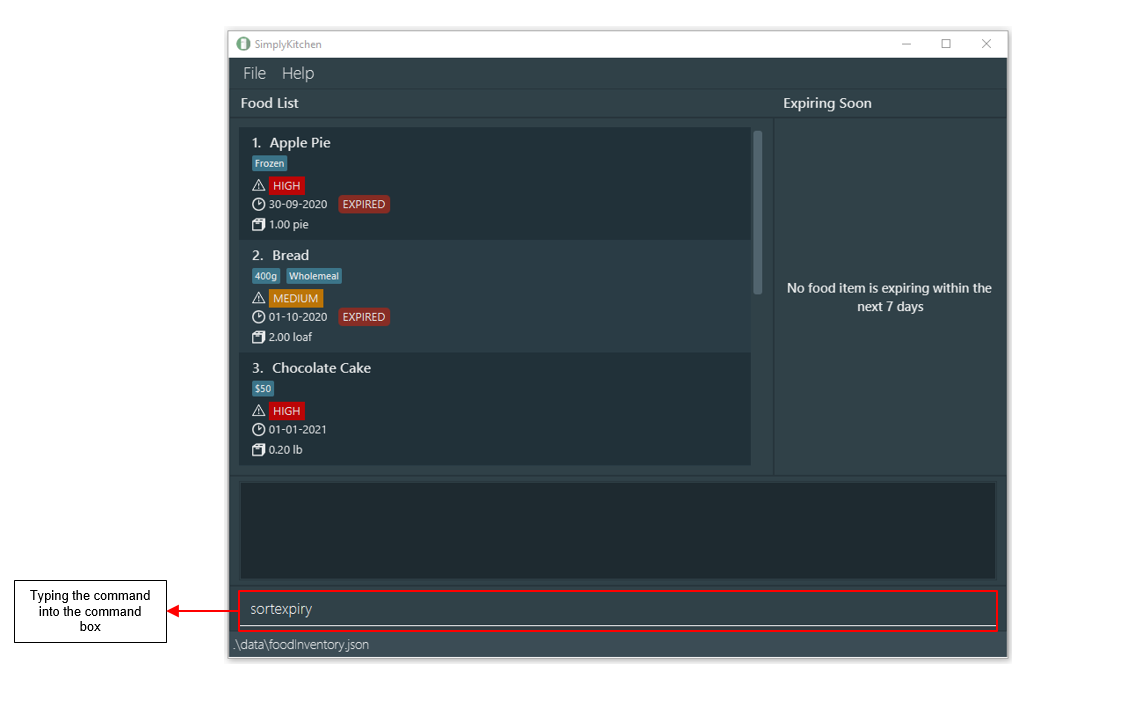 SimplyKitchen
File Help
Food List
Expiring Soon
1. Apple Pie
Frozen
HIGH
30-09-2020 EXPIRED
1.00 pie
2. Bread
400g Wholemeal
MEDIUM
01-10-2020 EXPIRED
2.00 loaf
3. Chocolate Cake
$50
HIGH
01-01-2021
0.20 lb
No food item is expiring within the
next 7 days
Typing the command
into the command
box
sortexpiry
.\data\foodInventory.json